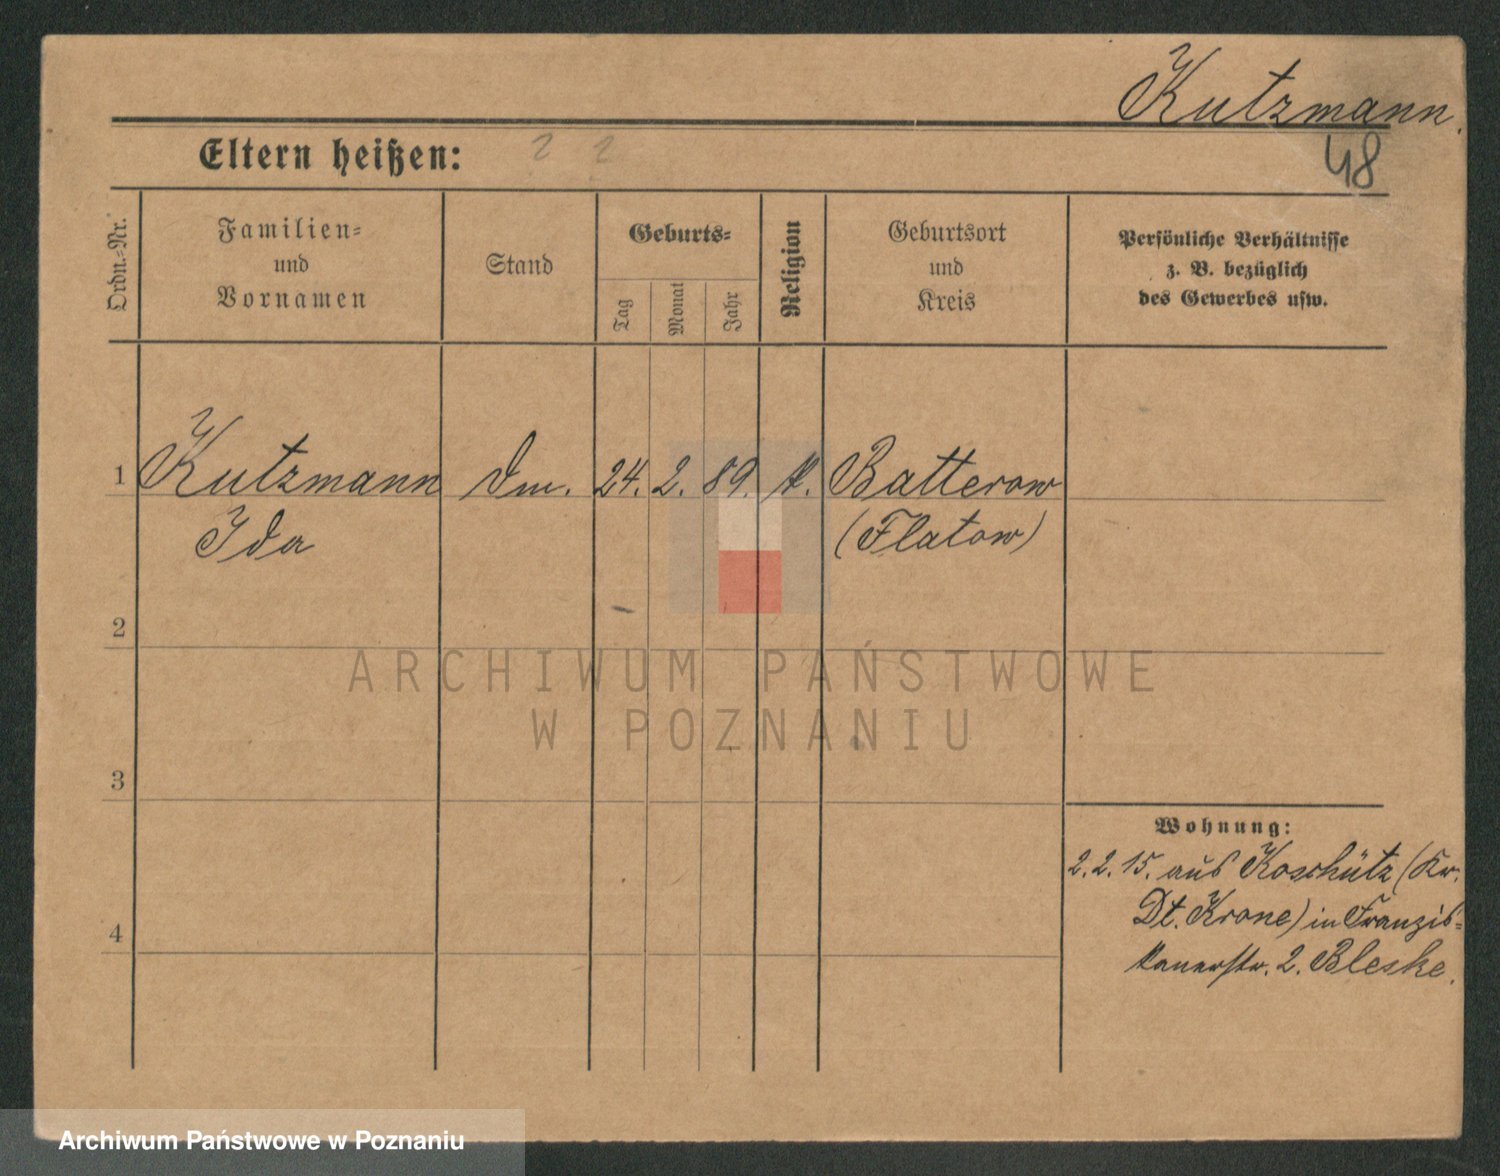 Kutzmann.
48
Eltern heißen: 2 2
Ordn.-Nr.
Familien-
und
Vornamen
Stand
Geburts-
Tag
Monat
Jahr
Religion
Geburtsort
und
Kreis
Persönliche Verhältnisse
z. B. bezüglich
des Gewerbes usw.
1 Kutzmann Dm. 24. 2. 89. k. Batterow
Ida (Flatow)
2
ARCHIWUM PAŃSTWOWE
W POZNANIU
3
Wohnung:
2. 2. 15. aus Koschütz (Kr.
Dt. Krone) in Franzis-
4
kanerstr. 2. Bleske.
Archiwum Państwowe w Poznaniu